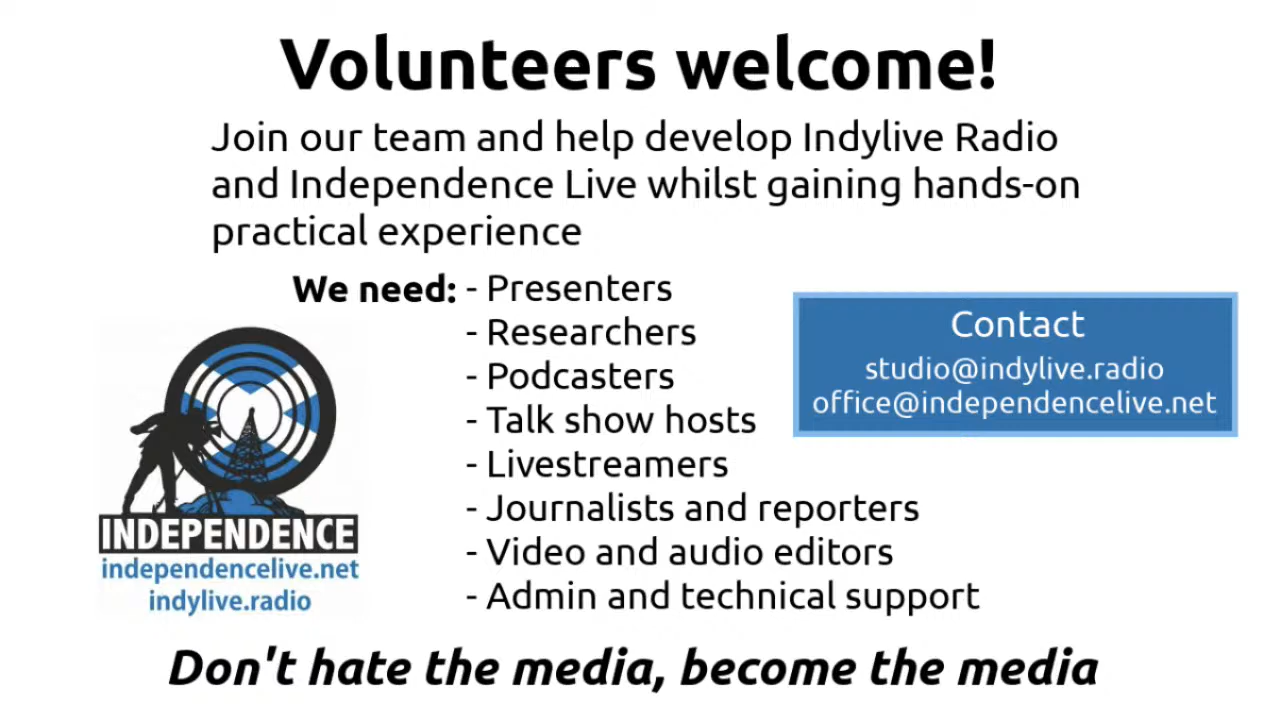 Volunteers welcome!
Join our team and help develop Indylive Radio
and Independence Live whilst gaining hands-on
practical experience
We need: - Presenters
- Researchers
- Podcasters
- Talk show hosts
- Livestreamers
- Journalists and reporters
- Video and audio editors
- Admin and technical support
Contact
studio@indylive.radio
office@independencelive.net
INDEPENDENCE
independencelive.net
indylive.radio
Don't hate the media, become the media